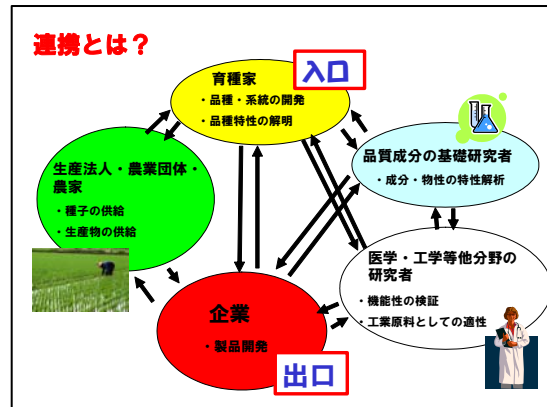 連携とは？
入口
育種家
・品種・系統の開発
・品種特性の解明
品質成分の基礎研究者
・成分・物性の特性解析
生産法人・農業団体・
農家
・種子の供給
・生産物の供給
医学・工学等他分野の
研究者
・機能性の検証
・工業原料としての適性
企業
・製品開発
出口